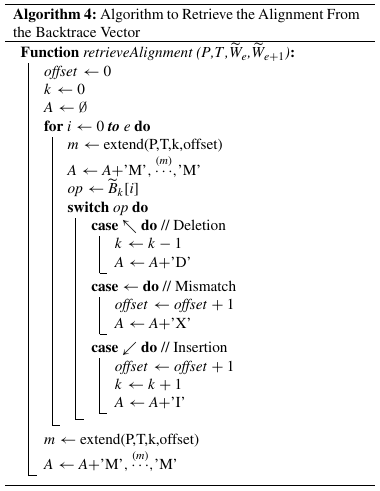 Algorithm 4: Algorithm to Retrieve the Alignment From
the Backtrace Vector
Function retrieveAlignment (P,T,W̃ₑ,W̃ₑ₊₁):
offset ← 0
k ← 0
A ← ∅
for i ← 0 to e do
m ← extend(P,T,k,offset)
A ← A+'M', (m)⋯ ,'M'
op ← B̃ₖ[i]
switch op do
case ↖ do // Deletion
k ← k − 1
A ← A+'D'
case ← do // Mismatch
offset ← offset + 1
A ← A+'X'
case ↙ do // Insertion
offset ← offset + 1
k ← k + 1
A ← A+'I'
m ← extend(P,T,k,offset)
A ← A+'M', (m)⋯ ,'M'